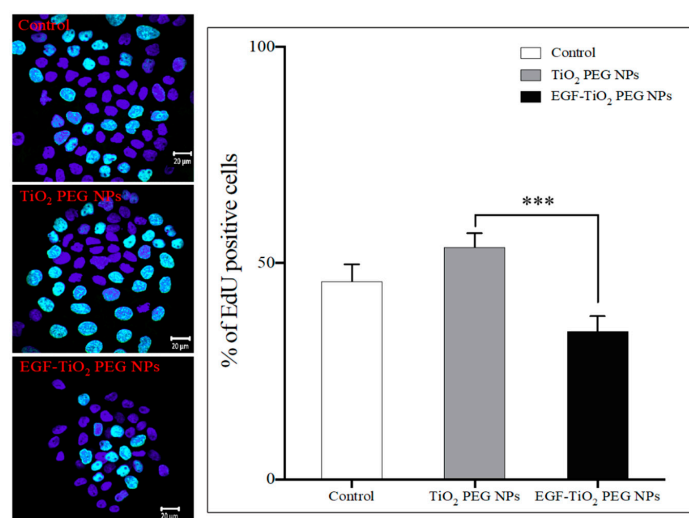 Control
20 μm
TiO₂ PEG NPs
20 μm
EGF-TiO₂ PEG NPs
20 μm
% of EdU positive cells
100
50
0
Control
TiO₂ PEG NPs
EGF-TiO₂ PEG NPs
***
Control
TiO₂ PEG NPs
EGF-TiO₂ PEG NPs